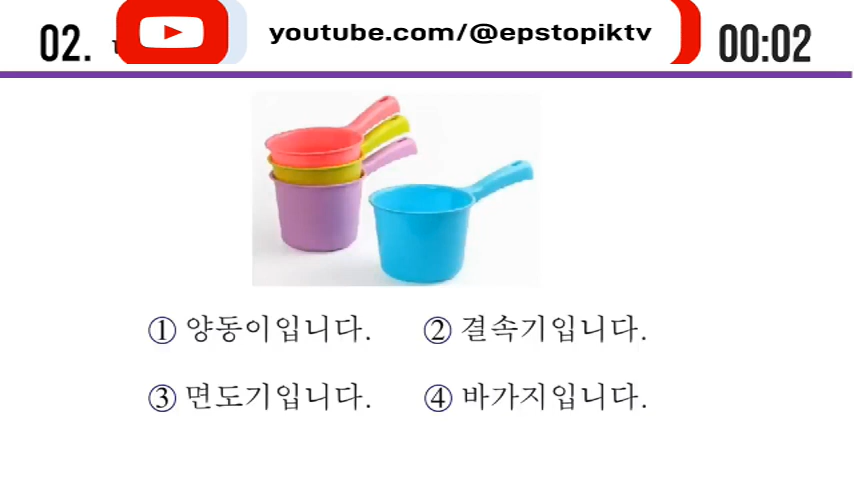 02.
youtube.com/@epstopiktv
00:02
① 양동이입니다. ② 결속기입니다.
③ 면도기입니다. ④ 바가지입니다.